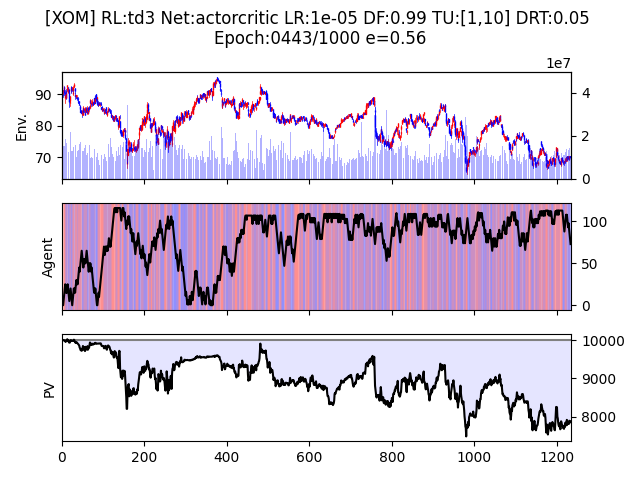 [XOM] RL:td3 Net:actorcritic LR:1e-05 DF:0.99 TU:[1,10] DRT:0.05
Epoch:0443/1000 e=0.56
1e7
Env.
90
80
70
4
2
0
Agent
100
50
0
PV
10000
9000
8000
0 200 400 600 800 1000 1200